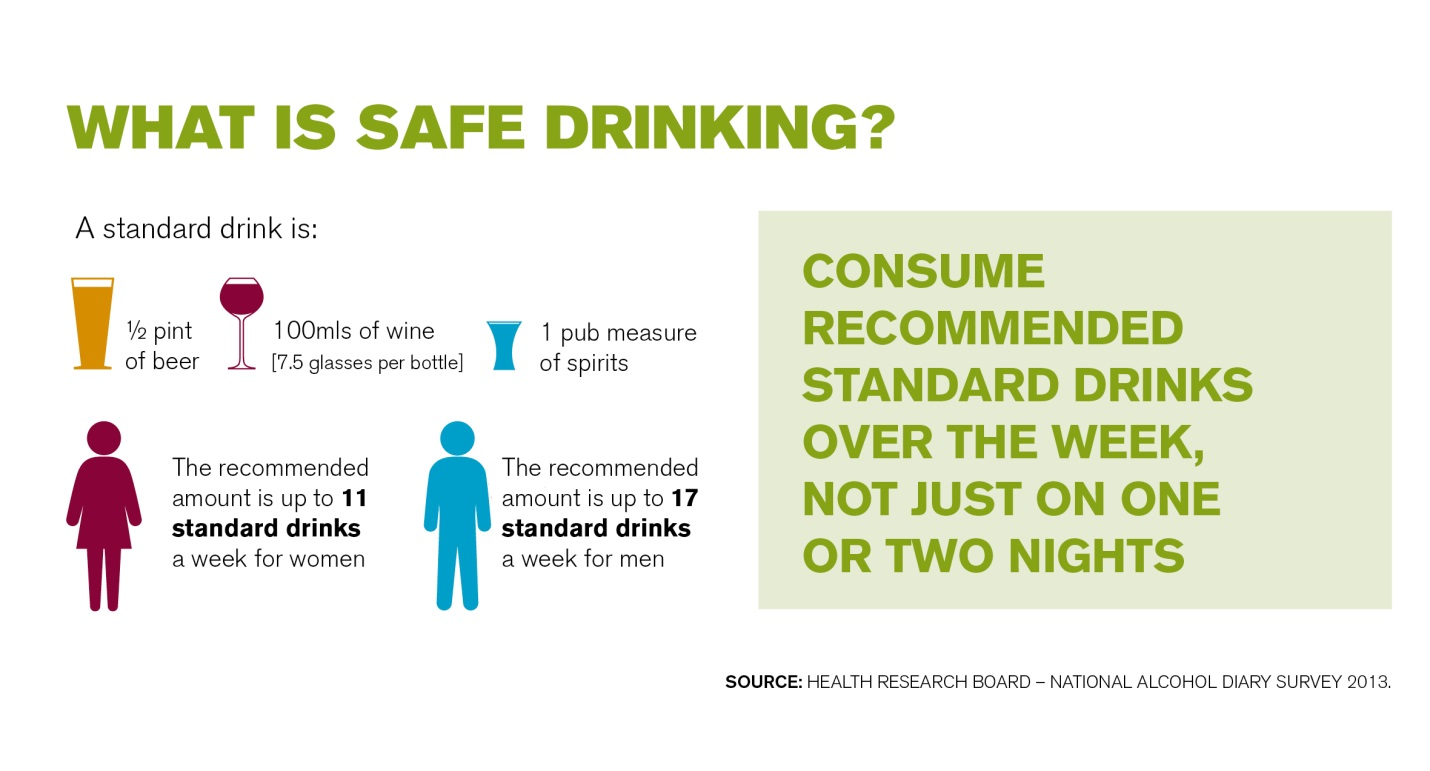 WHAT IS SAFE DRINKING?
A standard drink is:
½ pint
of beer
100mls of wine
[7.5 glasses per bottle]
1 pub measure
of spirits
The recommended
amount is up to 11
standard drinks
a week for women
The recommended
amount is up to 17
standard drinks
a week for men
CONSUME
RECOMMENDED
STANDARD DRINKS
OVER THE WEEK,
NOT JUST ON ONE
OR TWO NIGHTS
SOURCE: HEALTH RESEARCH BOARD – NATIONAL ALCOHOL DIARY SURVEY 2013.